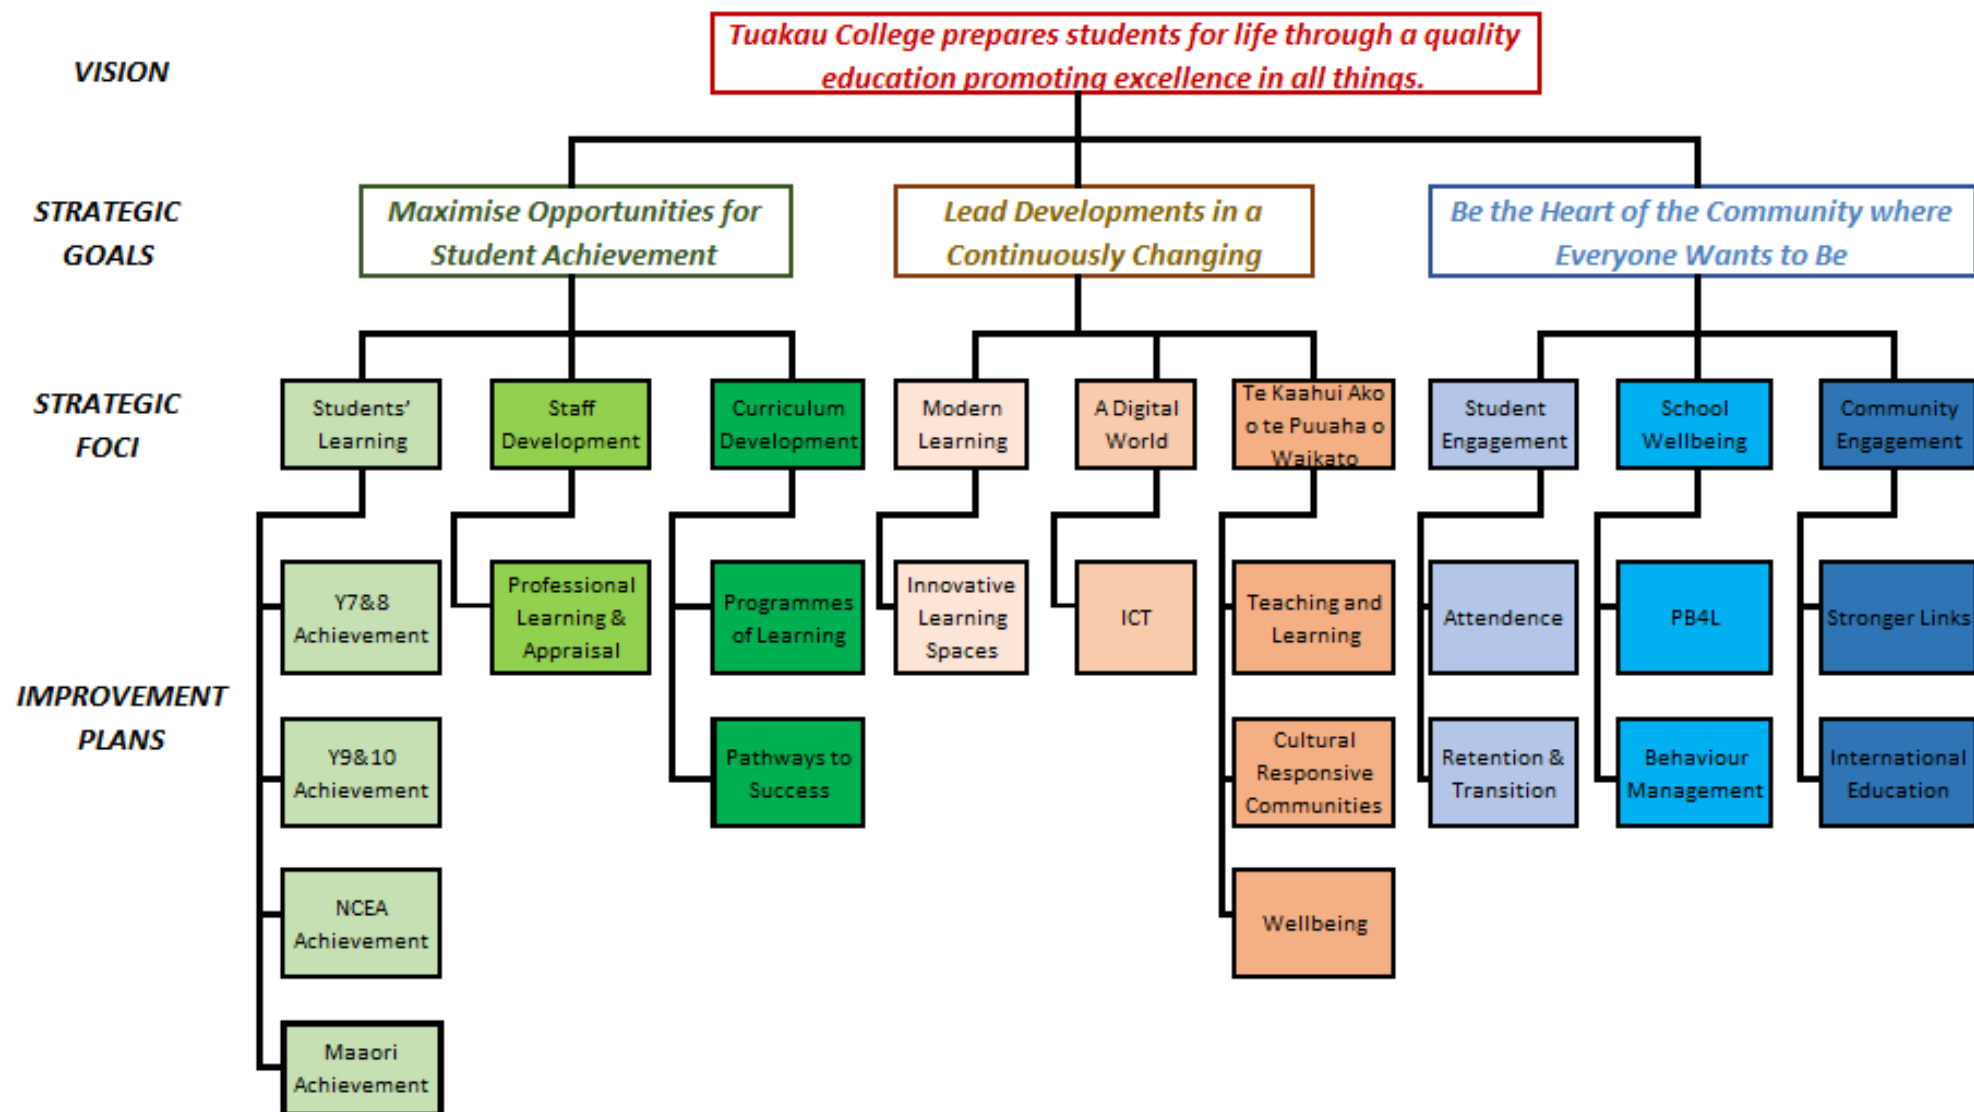 VISION
Tuakau College prepares students for life through a quality
education promoting excellence in all things.
STRATEGIC
GOALS
Maximise Opportunities for
Student Achievement
Lead Developments in a
Continuously Changing
Be the Heart of the Community where
Everyone Wants to Be
STRATEGIC
FOCI
Students’
Learning
Staff
Development
Curriculum
Development
Modern
Learning
A Digital
World
Te Kaahui Ako
o te Puuaha o
Waikato
Student
Engagement
School
Wellbeing
Community
Engagement
IMPROVEMENT
PLANS
Y7&8
Achievement
Professional
Learning &
Appraisal
Programmes
of Learning
Innovative
Learning
Spaces
ICT
Teaching and
Learning
Attendence
PB4L
Stronger Links
Y9&10
Achievement
Pathways to
Success
Cultural
Responsive
Communities
Retention &
Transition
Behaviour
Management
International
Education
NCEA
Achievement
Wellbeing
Maaori
Achievement